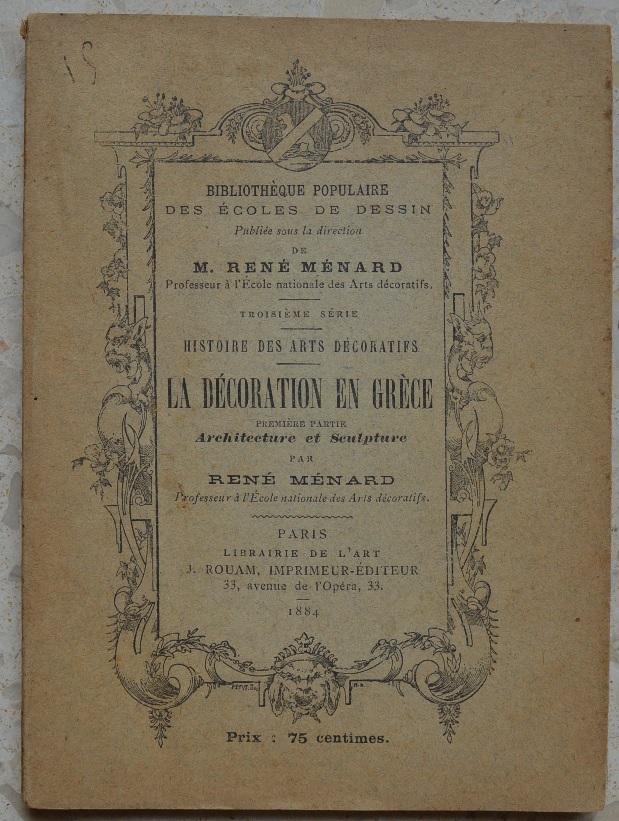 BIBLIOTHÈQUE POPULAIRE
DES ÉCOLES DE DESSIN
Publiée sous la direction
DE
M. RENÉ MÉNARD
Professeur à l'École nationale des Arts décoratifs.
TROISIÈME SÉRIE
HISTOIRE DES ARTS DÉCORATIFS
LA DÉCORATION EN GRÈCE
PREMIÈRE PARTIE
Architecture et Sculpture
PAR
RENÉ MÉNARD
Professeur à l'École nationale des Arts décoratifs.
PARIS
LIBRAIRIE DE L'ART
J. ROUAM, IMPRIMEUR-ÉDITEUR
33, avenue de l'Opéra, 33.
1884
Prix : 75 centimes.